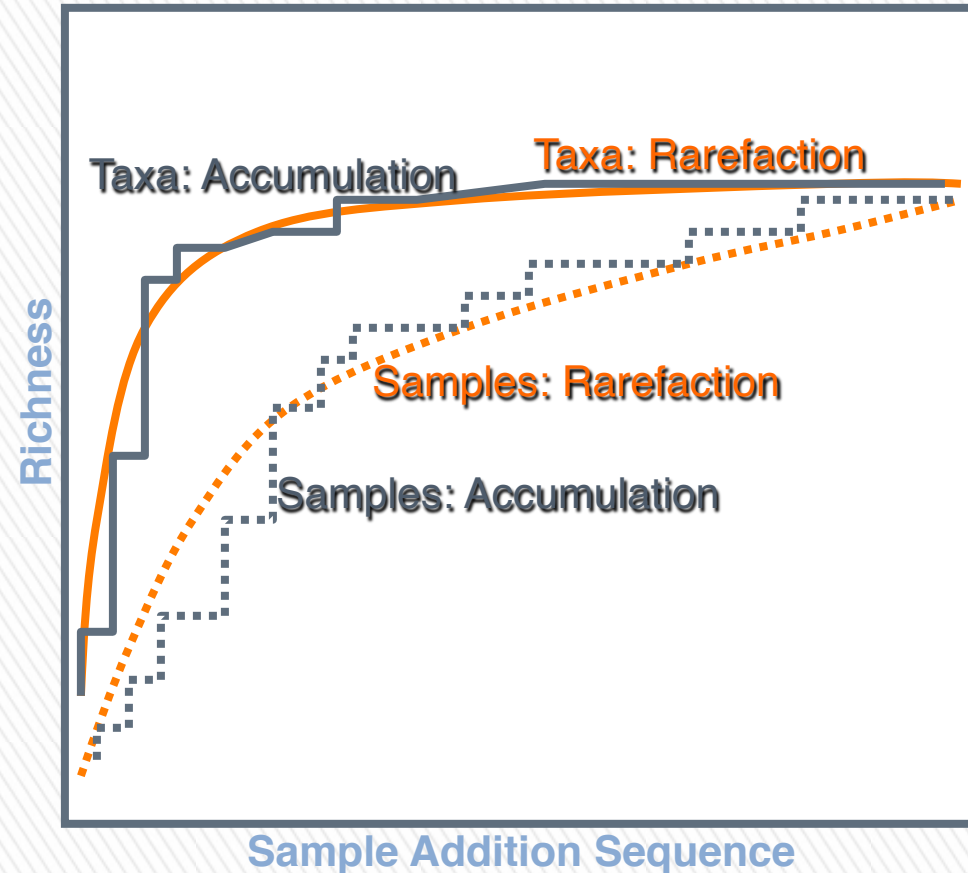 Taxa: Rarefaction
Taxa: Accumulation
Richness
Samples: Rarefaction
Samples: Accumulation
Sample Addition Sequence